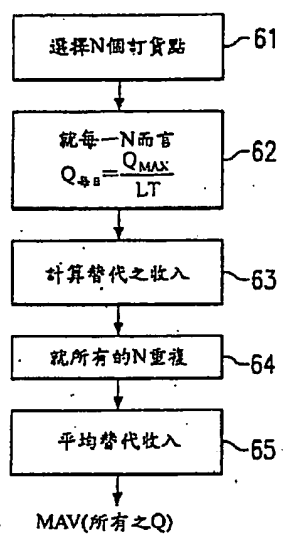 選擇N個訂貨點
61
就每一N而言
Q每日=QMAX/LT
62
計算替代之收入
63
就所有的N重複
64
平均替代收入
65
MAV(所有之Q)